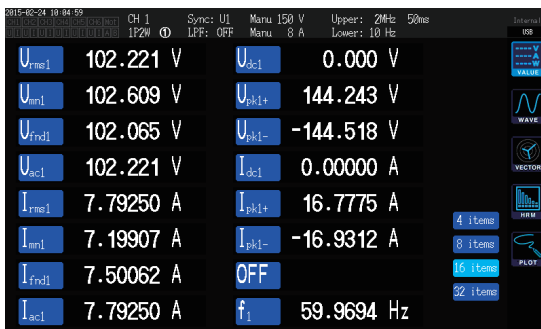 2015-02-24 10:04:59
CH 1 Sync: U1 Manu 150 V Upper: 2MHz 50ms
1P2W ① LPF: OFF Manu 8 A Lower: 10 Hz
Internal
USB
Urms1 102.221 V Udc1 0.000 V
VALUE
Umn1 102.609 V Upk1+ 144.243 V
WAVE
Ufnd1 102.065 V Upk1- -144.518 V
Uac1 102.221 V Idc1 0.00000 A
VECTOR
Irms1 7.79250 A Ipk1+ 16.7775 A
HRM
4 items
Imn1 7.19907 A Ipk1- -16.9312 A
8 items
PLOT
Ifnd1 7.50062 A OFF
16 items
32 items
Iac1 7.79250 A f1 59.9694 Hz